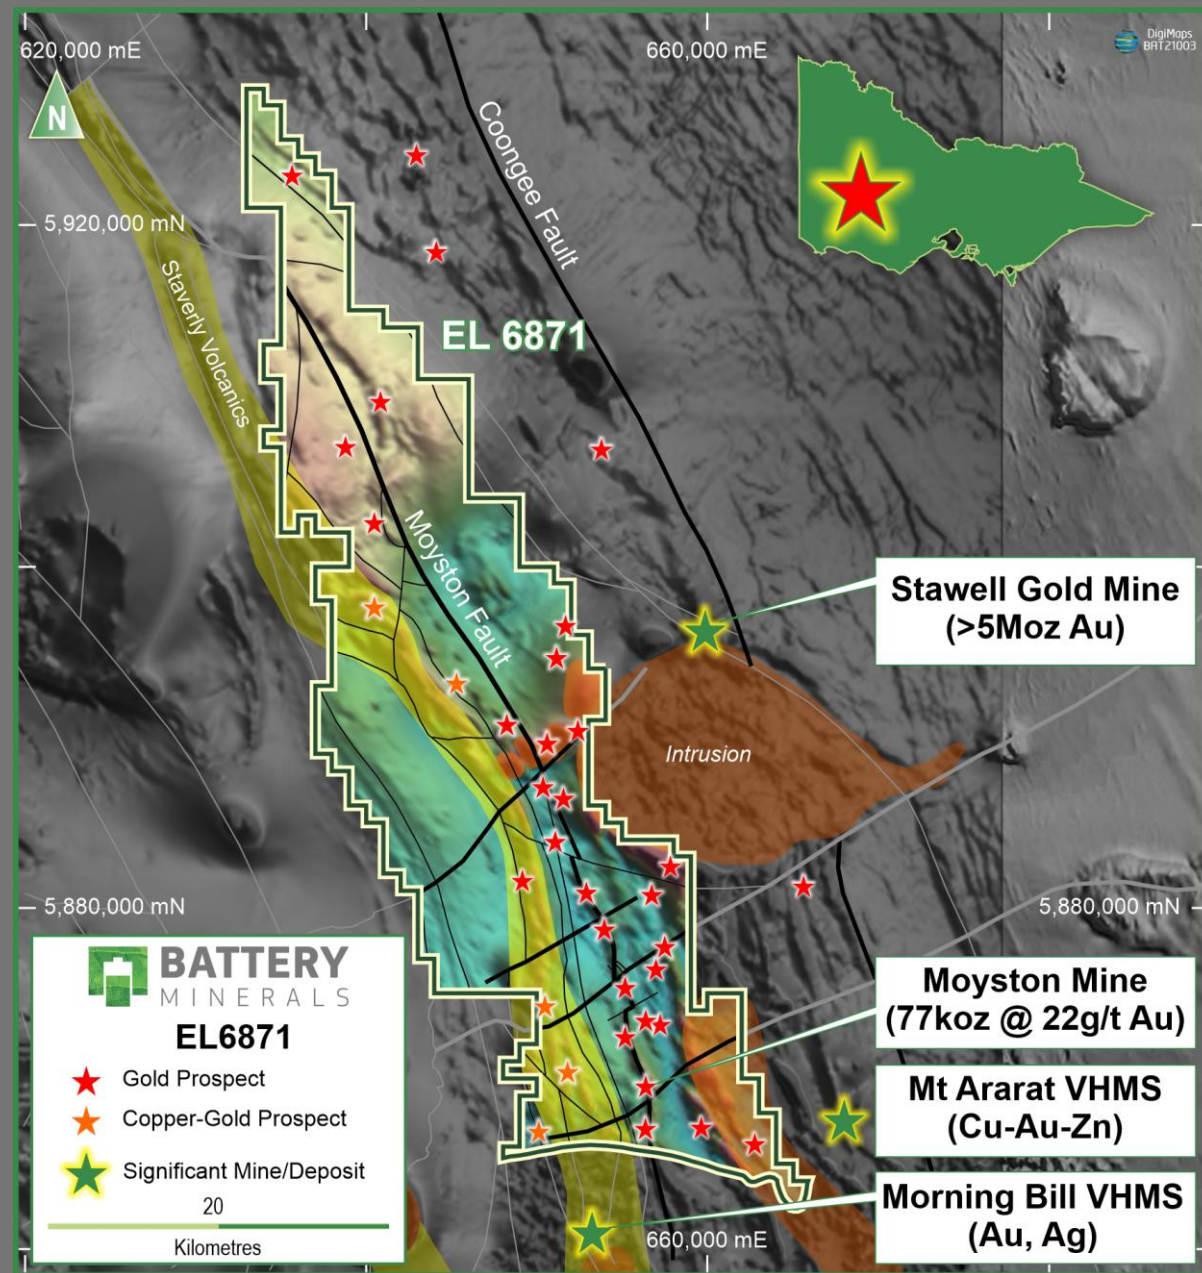 620,000 mE
660,000 mE
DigiMaps
BAT21003
N
Coongee Fault
5,920,000 mN
Staverly Volcanics
EL 6871
Moyston Fault
Stawell Gold Mine
(>5Moz Au)
Intrusion
5,880,000 mN
5,880,000 mN
BATTERY
MINERALS
EL6871
Gold Prospect
Copper-Gold Prospect
Significant Mine/Deposit
20
Kilometres
Moyston Mine
(77koz @ 22g/t Au)
Mt Ararat VHMS
(Cu-Au-Zn)
Morning Bill VHMS
(Au, Ag)
660,000 mE